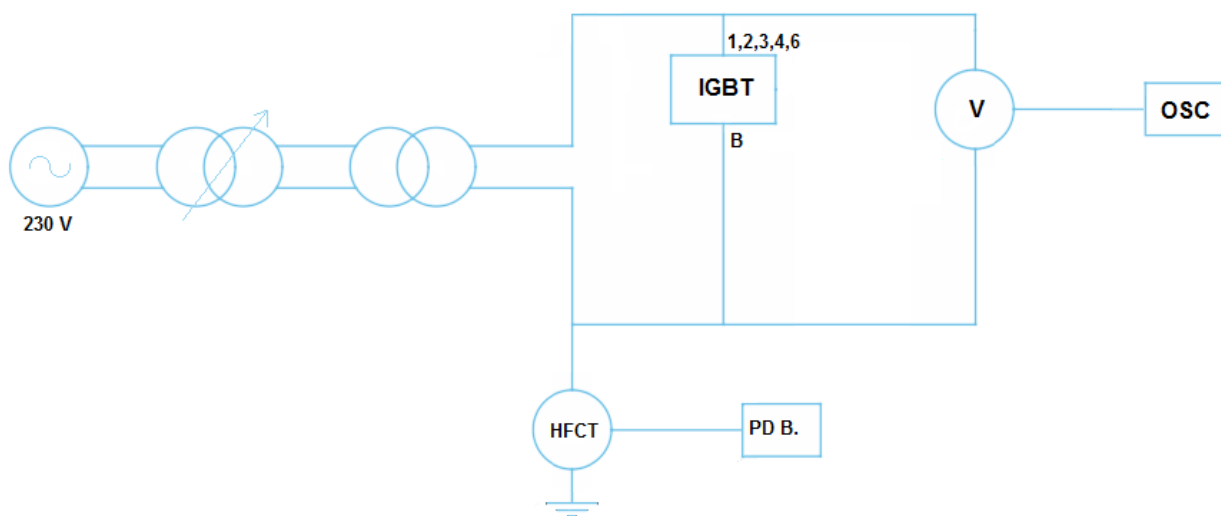 1,2,3,4,6
IGBT
V
OSC
B
230 V
HFCT
PD B.